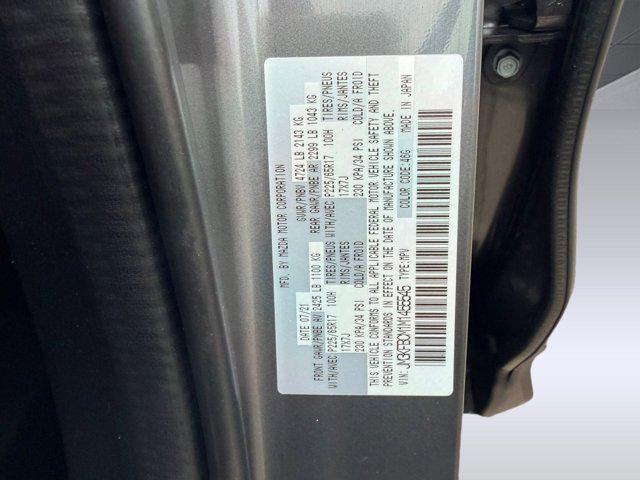 MFD. BY MAZDA MOTOR CORPORATION
DATE 07/21 GVWR/PNBV 4724 LB 2143 KG
FRONT GAWR/PNBE AV 2425 LB 1100 KG REAR GAWR/PNBE AR 2299 LB 1043 KG
WITH/AVEC P225/65R17 100H TIRES/PNEUS WITH/AVEC P225/65R17 100H TIRES/PNEUS
17X7J RIMS/JANTES 17X7J RIMS/JANTES
230 KPA/34 PSI COLD/A FROID 230 KPA/34 PSI COLD/A FROID
THIS VEHICLE CONFORMS TO ALL APPLICABLE FEDERAL MOTOR VEHICLE SAFETY AND THEFT
PREVENTION STANDARDS IN EFFECT ON THE DATE OF MANUFACTURE SHOWN ABOVE.
VIN: JM3KFBCM1M1455545 TYPE: MPV COLOR CODE: 46G MADE IN JAPAN